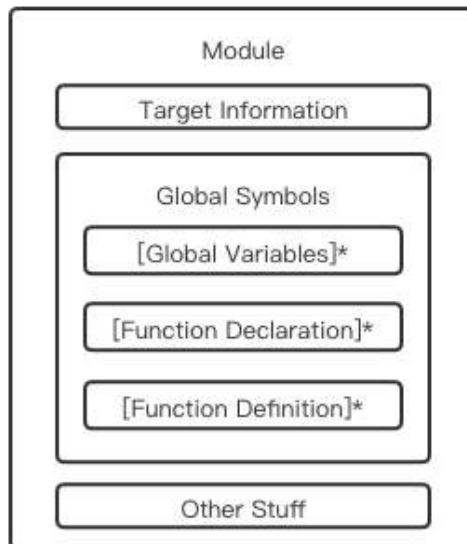 Module
Target Information
Global Symbols
[Global Variables]*
[Function Declaration]*
[Function Definition]*
Other Stuff